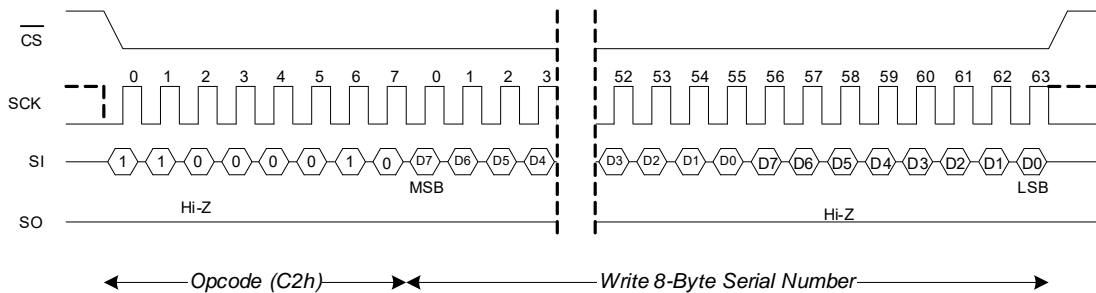 CS
0 1 2 3 4 5 6 7 0 1 2 3 52 53 54 55 56 57 58 59 60 61 62 63
SCK
SI 1 1 0 0 0 0 1 0 D7 D6 D5 D4 D3 D2 D1 D0 D7 D6 D5 D4 D3 D2 D1 D0
MSB LSB
Hi-Z Hi-Z
SO
Opcode (C2h) Write 8-Byte Serial Number